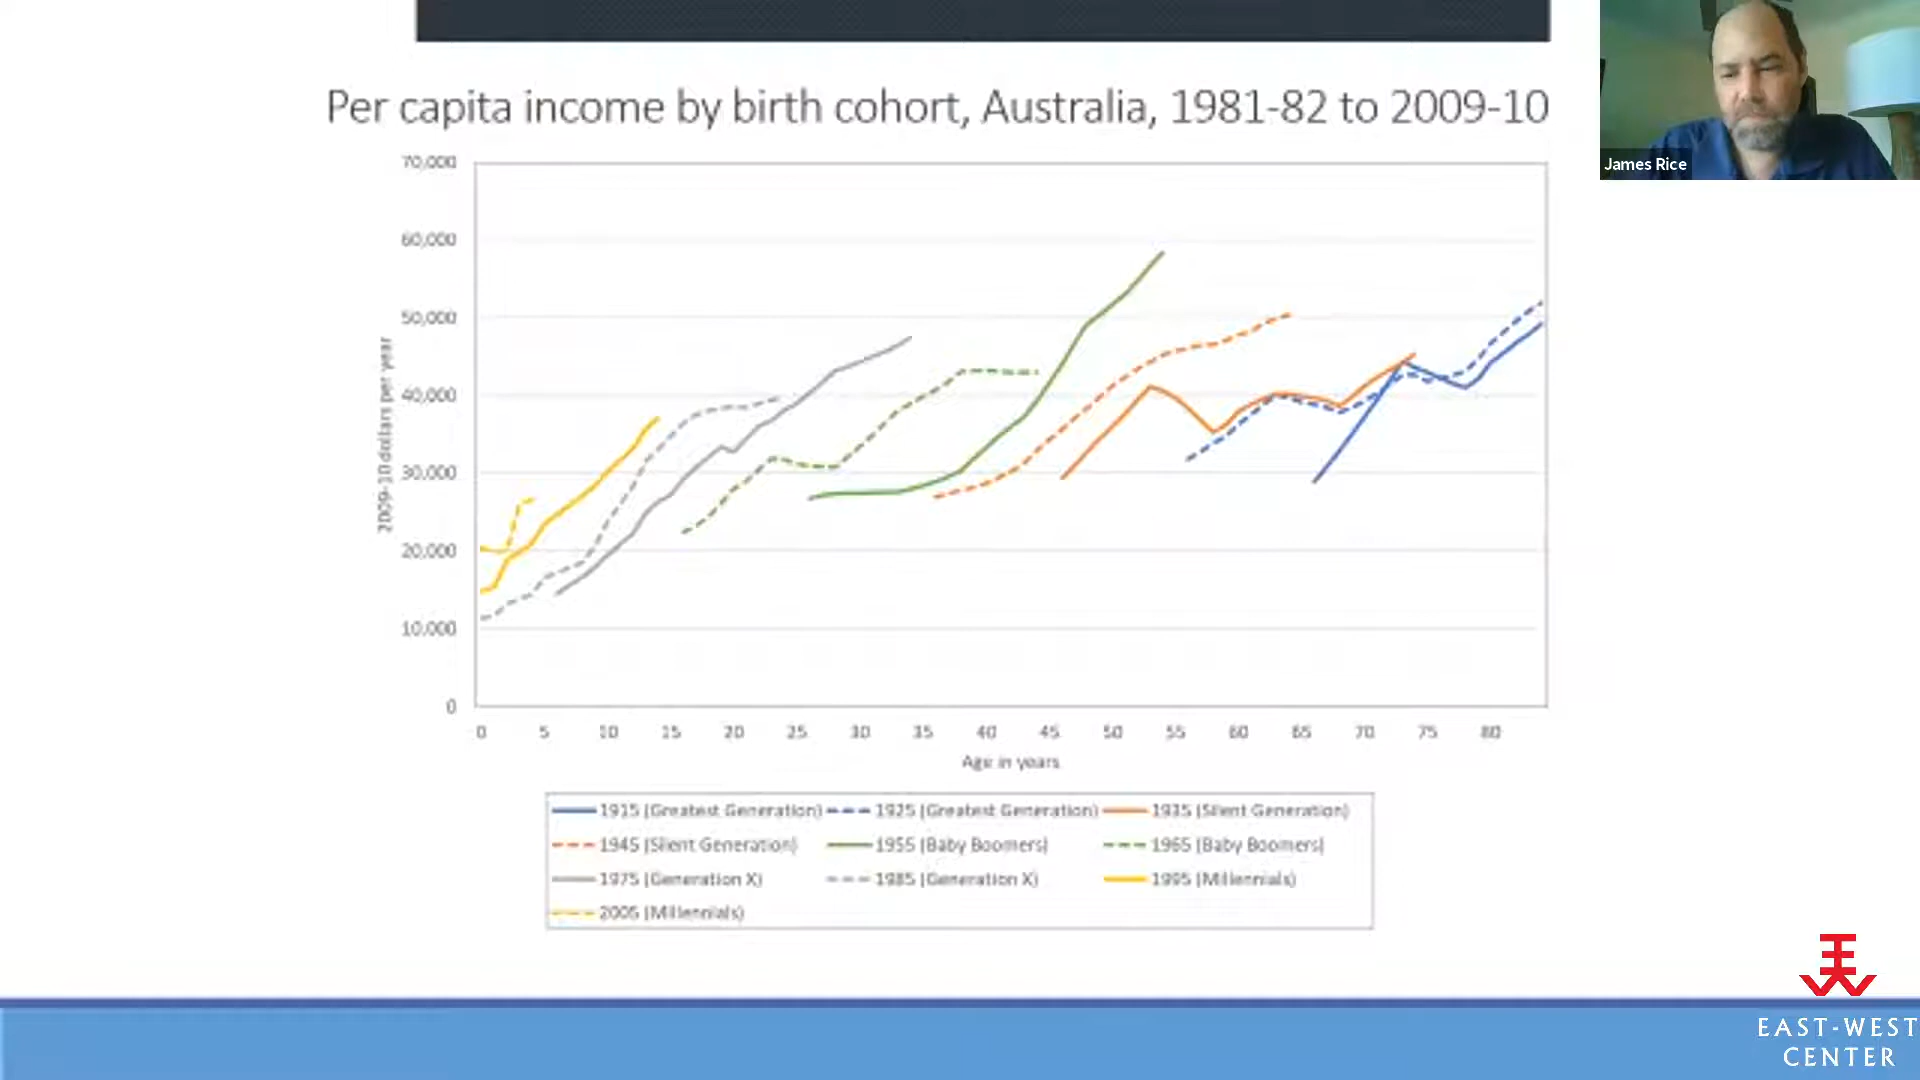 Per capita income by birth cohort, Australia, 1981-82 to 2009-10
James Rice
70,000
60,000
50,000
40,000
30,000
20,000
10,000
0
2009-10 dollars per year
0 5 10 15 20 25 30 35 40 45 50 55 60 65 70 75 80
Age in years
1915 (Greatest Generation) 1925 (Greatest Generation) 1935 (Silent Generation)
1945 (Silent Generation) 1955 (Baby Boomers) 1965 (Baby Boomers)
1975 (Generation X) 1985 (Generation X) 1995 (Millennials)
2005 (Millennials)
EAST-WEST
CENTER